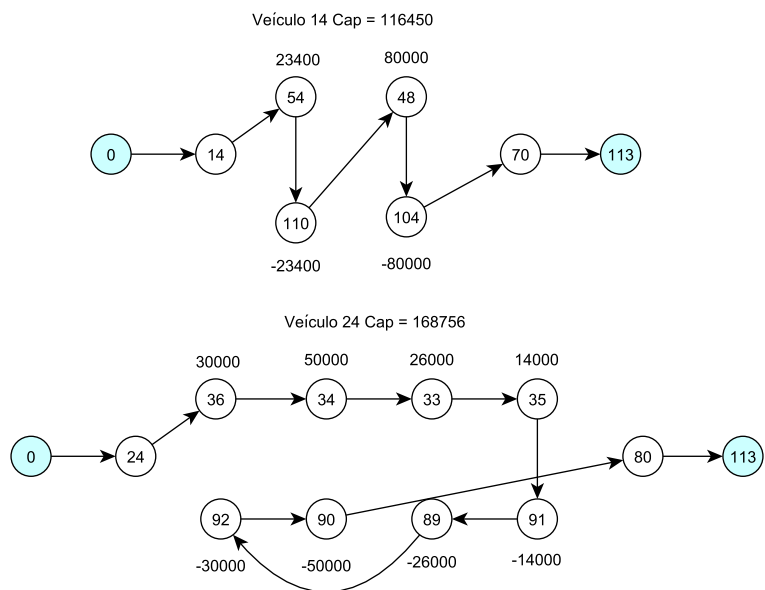 Veículo 14 Cap = 116450
23400 80000
54 48
0 14 70 113
110 104
-23400 -80000
Veículo 24 Cap = 168756
30000 50000 26000 14000
36 34 33 35
0 24 80 113
92 90 89 91
-30000 -50000 -26000 -14000